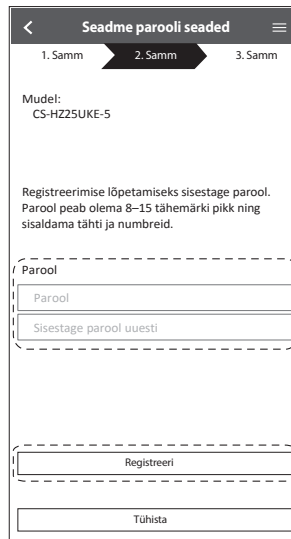 Seadme parooli seaded
1. Samm 2. Samm 3. Samm
Mudel:
CS-HZ25UKE-5
Registreerimise lõpetamiseks sisestage parool.
Parool peab olema 8–15 tähemärki pikk ning
sisaldama tähti ja numbreid.
Parool
Parool
Sisestage parool uuesti
Registreeri
Tühista